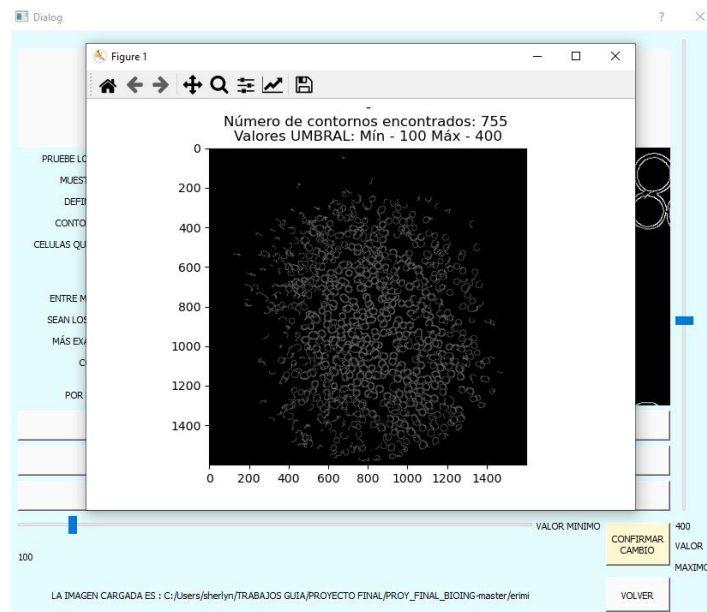 Dialog
Figure 1
-
Número de contornos encontrados: 755
Valores UMBRAL: Mín - 100 Máx - 400
0
200
400
600
800
1000
1200
1400
0 200 400 600 800 1000 1200 1400
PRUEBE LO
MUEST
DEFI
CONTO
CELULAS QU
ENTRE M
SEAN LOS
MÁS EXA
C
POR
VALOR MINIMO
100
400
VALOR
MAXIMO
CONFIRMAR
CAMBIO
LA IMAGEN CARGADA ES : C:/Users/sherlyn/TRABAJOS GUIA/PROYECTO FINAL/PROY_FINAL_BIOING-master/erimi
VOLVER